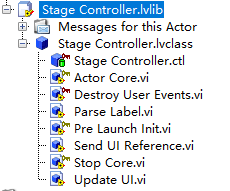 Stage Controller.lvlib
Messages for this Actor
Stage Controller.lvclass
Stage Controller.ctl
Actor Core.vi
Destroy User Events.vi
Parse Label.vi
Pre Launch Init.vi
Send UI Reference.vi
Stop Core.vi
Update UI.vi